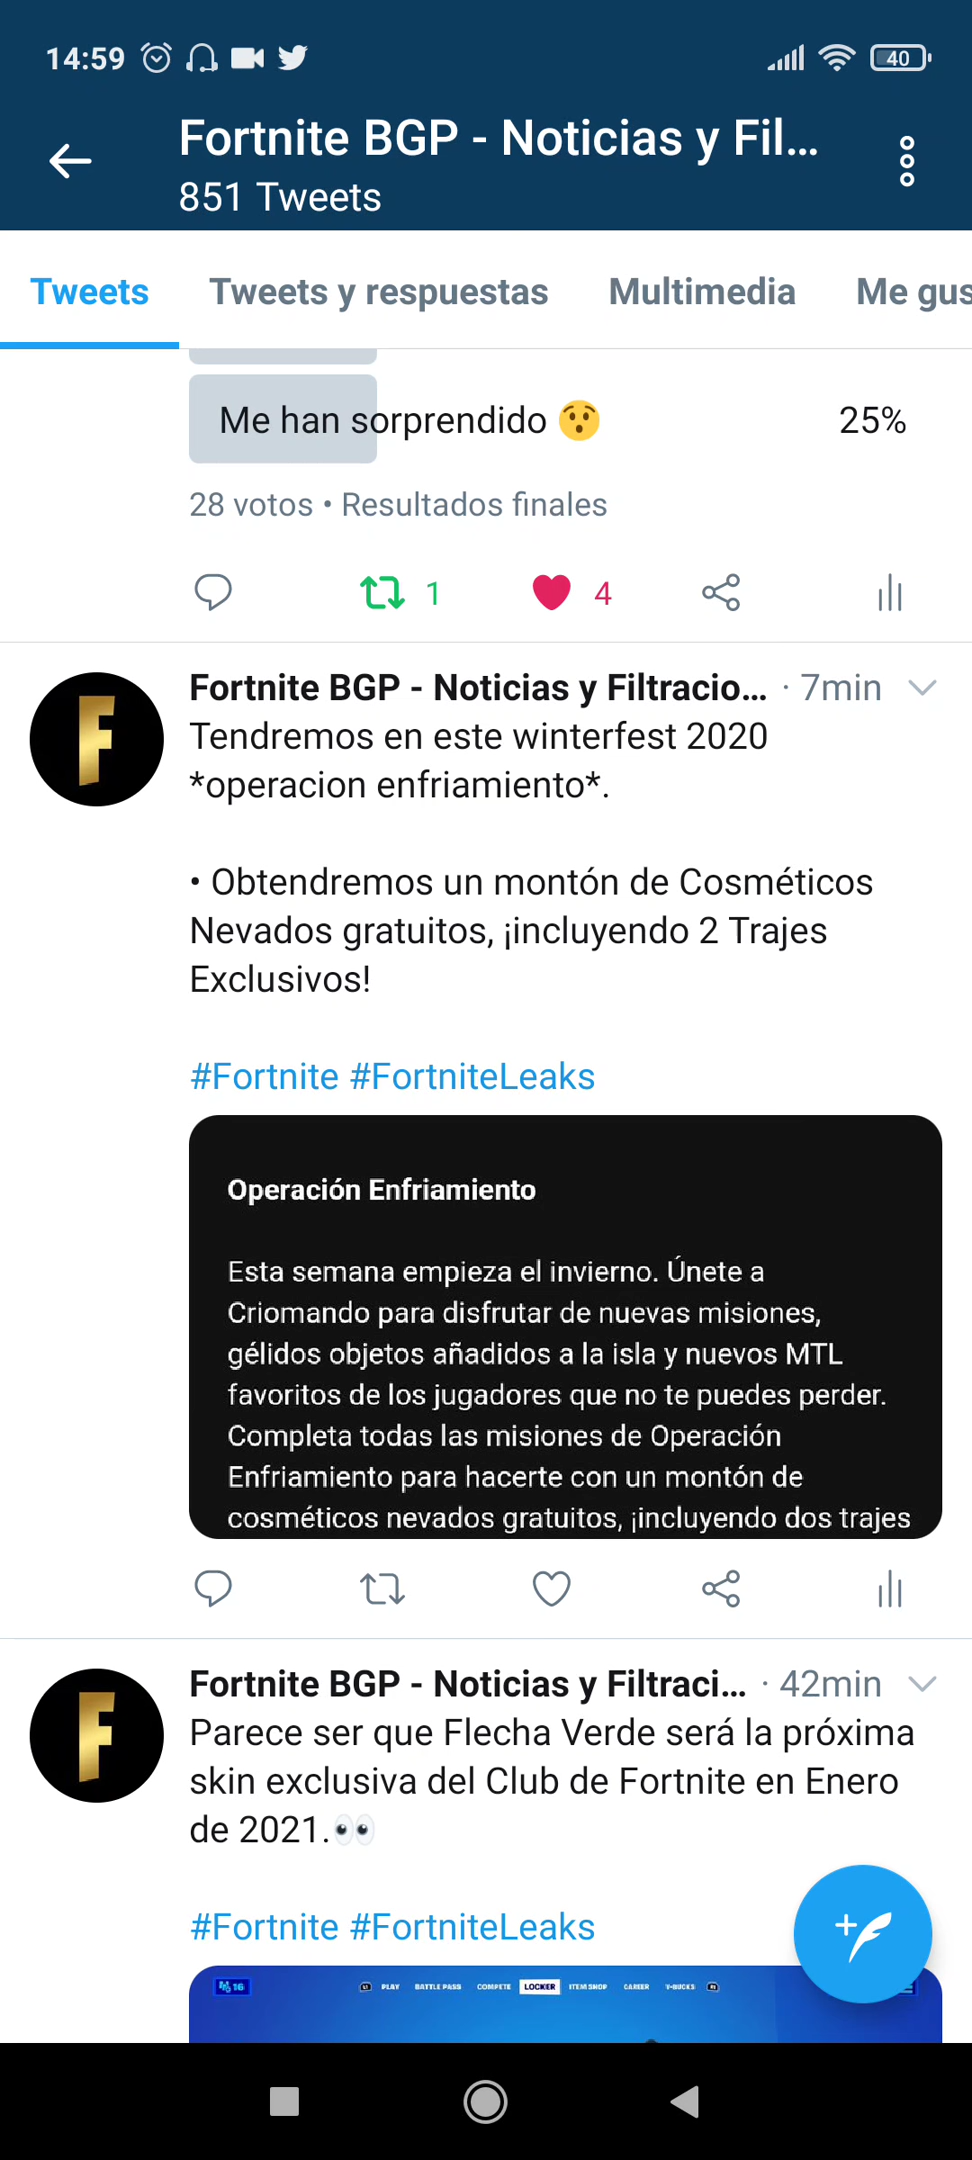 14:59
40
Fortnite BGP - Noticias y Fil...
851 Tweets
Tweets
Tweets y respuestas
Multimedia
Me gus
Me han sorprendido 😯
25%
28 votos • Resultados finales
1
4
Fortnite BGP - Noticias y Filtracio... · 7min
Tendremos en este winterfest 2020
*operacion enfriamiento*.
• Obtendremos un montón de Cosméticos
Nevados gratuitos, ¡incluyendo 2 Trajes
Exclusivos!
#Fortnite #FortniteLeaks
Operación Enfriamiento
Esta semana empieza el invierno. Únete a
Criomando para disfrutar de nuevas misiones,
gélidos objetos añadidos a la isla y nuevos MTL
favoritos de los jugadores que no te puedes perder.
Completa todas las misiones de Operación
Enfriamiento para hacerte con un montón de
cosméticos nevados gratuitos, ¡incluyendo dos trajes
Fortnite BGP - Noticias y Filtraci... · 42min
Parece ser que Flecha Verde será la próxima
skin exclusiva del Club de Fortnite en Enero
de 2021.👀
#Fortnite #FortniteLeaks
16
PLAY
BATTLE PASS
COMPETE
LOCKER
ITEM SHOP
CAREER
V-BUCKS